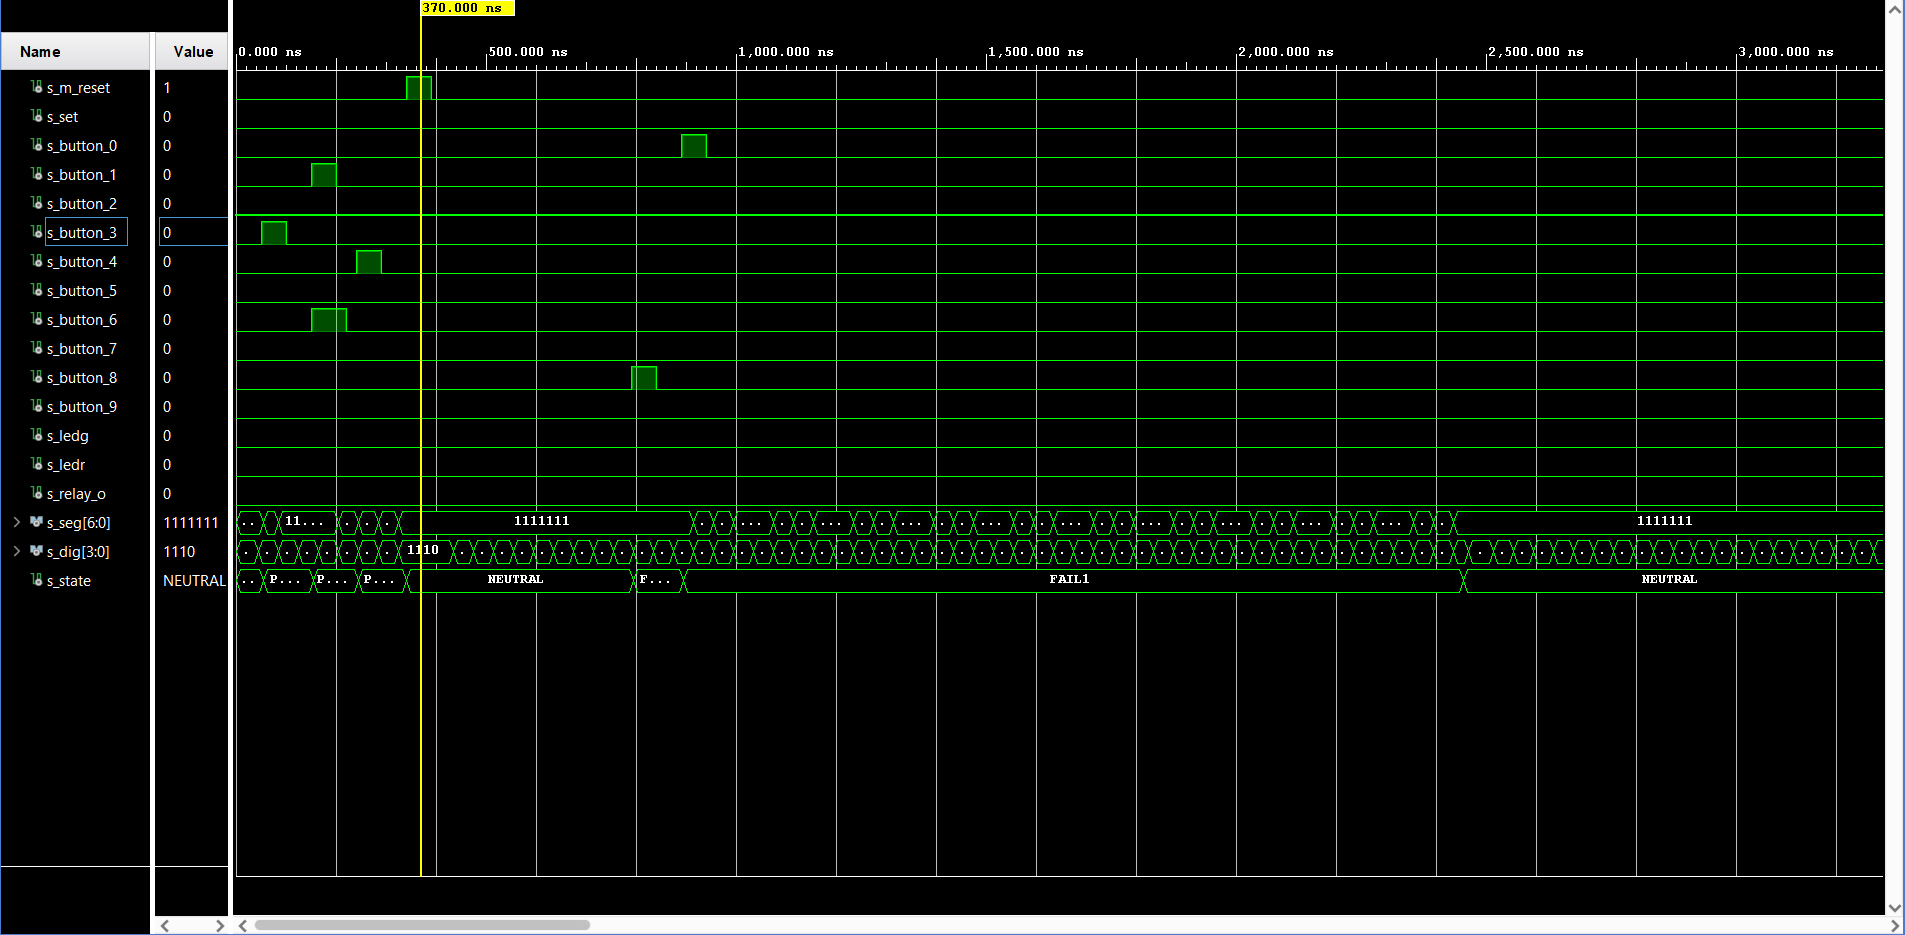 370.000 ns
Name Value 0.000 ns 500.000 ns 1,000.000 ns 1,500.000 ns 2,000.000 ns 2,500.000 ns 3,000.000 ns
s_m_reset 1
s_set 0
s_button_0 0
s_button_1 0
s_button_2 0
s_button_3 0
s_button_4 0
s_button_5 0
s_button_6 0
s_button_7 0
s_button_8 0
s_button_9 0
s_ledg 0
s_ledr 0
s_relay_o 0
s_seg[6:0] 1111111 .. . 11... . . . 1111111 . . ... . . ... . . ... . . ... . . ... . . ... . . ... . . ... . . ... . . 1111111
s_dig[3:0] 1110 . . . . . . . . 1110 . . . . . . . . . . . . . . . . . . . . . . . . . . . . . . . . . . . . . . . . . . . . . . . . . . . . . . . . . . . . . . . . . . . . . . . .
s_state NEUTRAL .. P... P... P... NEUTRAL F... FAIL1 NEUTRAL